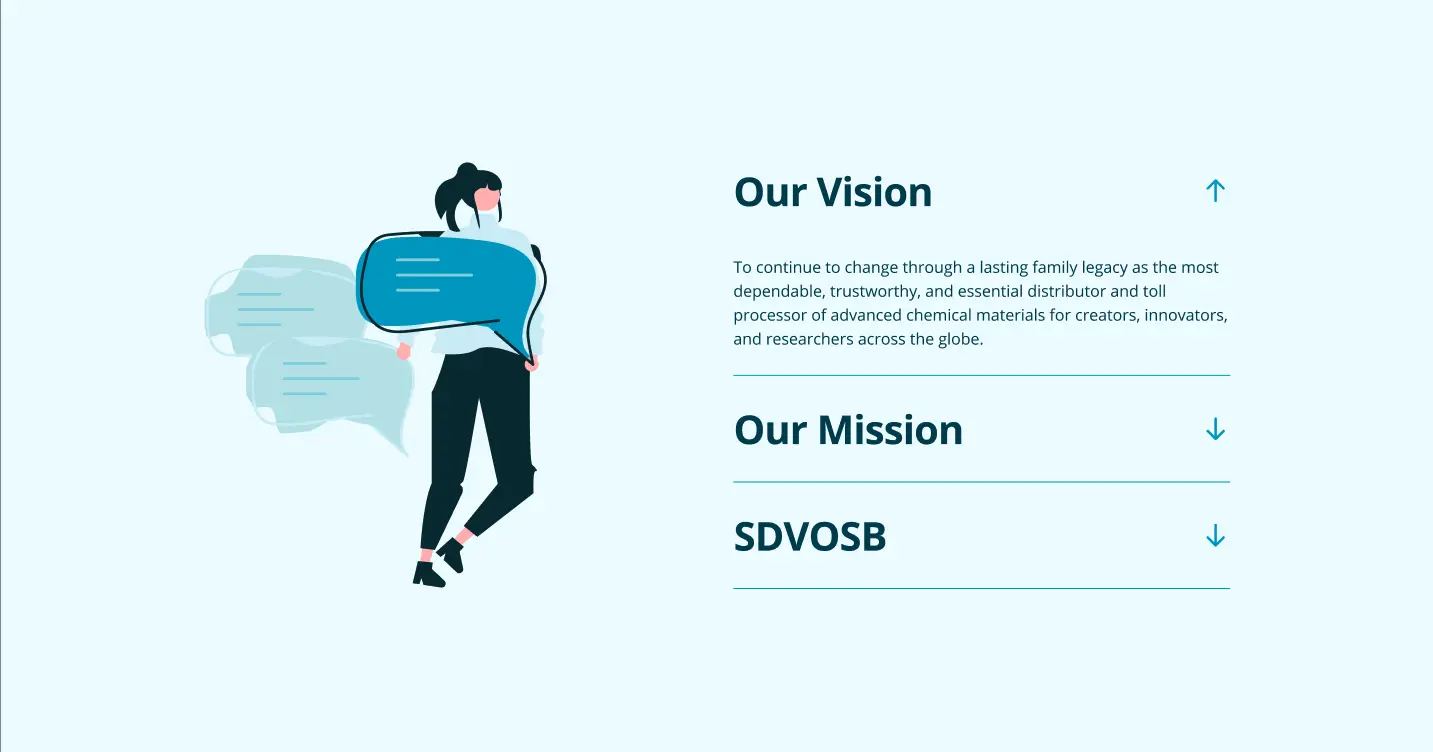 Our Vision
To continue to change through a lasting family legacy as the most
dependable, trustworthy, and essential distributor and toll
processor of advanced chemical materials for creators, innovators,
and researchers across the globe.
Our Mission
SDVOSB